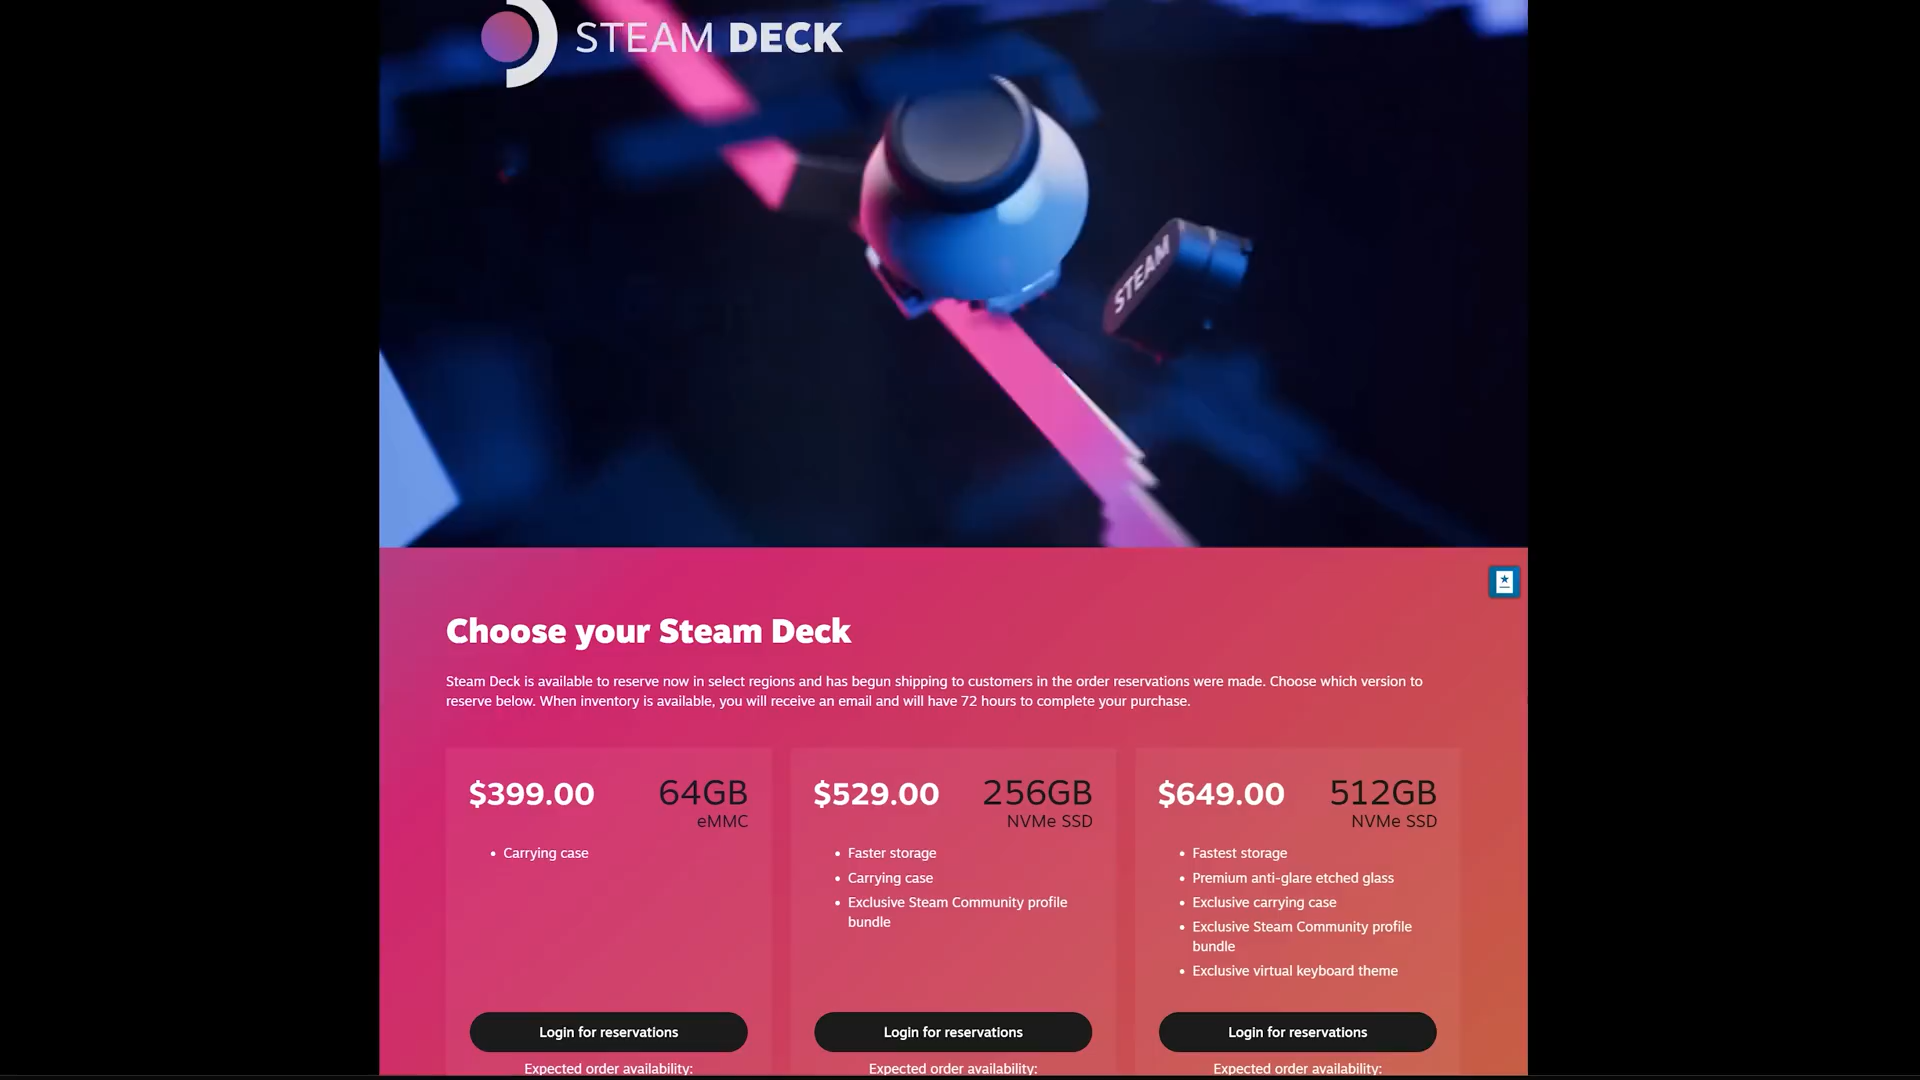 STEAM DECK
STEAM
Choose your Steam Deck
Steam Deck is available to reserve now in select regions and has begun shipping to customers in the order reservations were made. Choose which version to
reserve below. When inventory is available, you will receive an email and will have 72 hours to complete your purchase.
$399.00 64GB
eMMC
• Carrying case
Login for reservations
Expected order availability:
$529.00 256GB
NVMe SSD
• Faster storage
• Carrying case
• Exclusive Steam Community profile
bundle
Login for reservations
Expected order availability:
$649.00 512GB
NVMe SSD
• Fastest storage
• Premium anti-glare etched glass
• Exclusive carrying case
• Exclusive Steam Community profile
bundle
• Exclusive virtual keyboard theme
Login for reservations
Expected order availability: